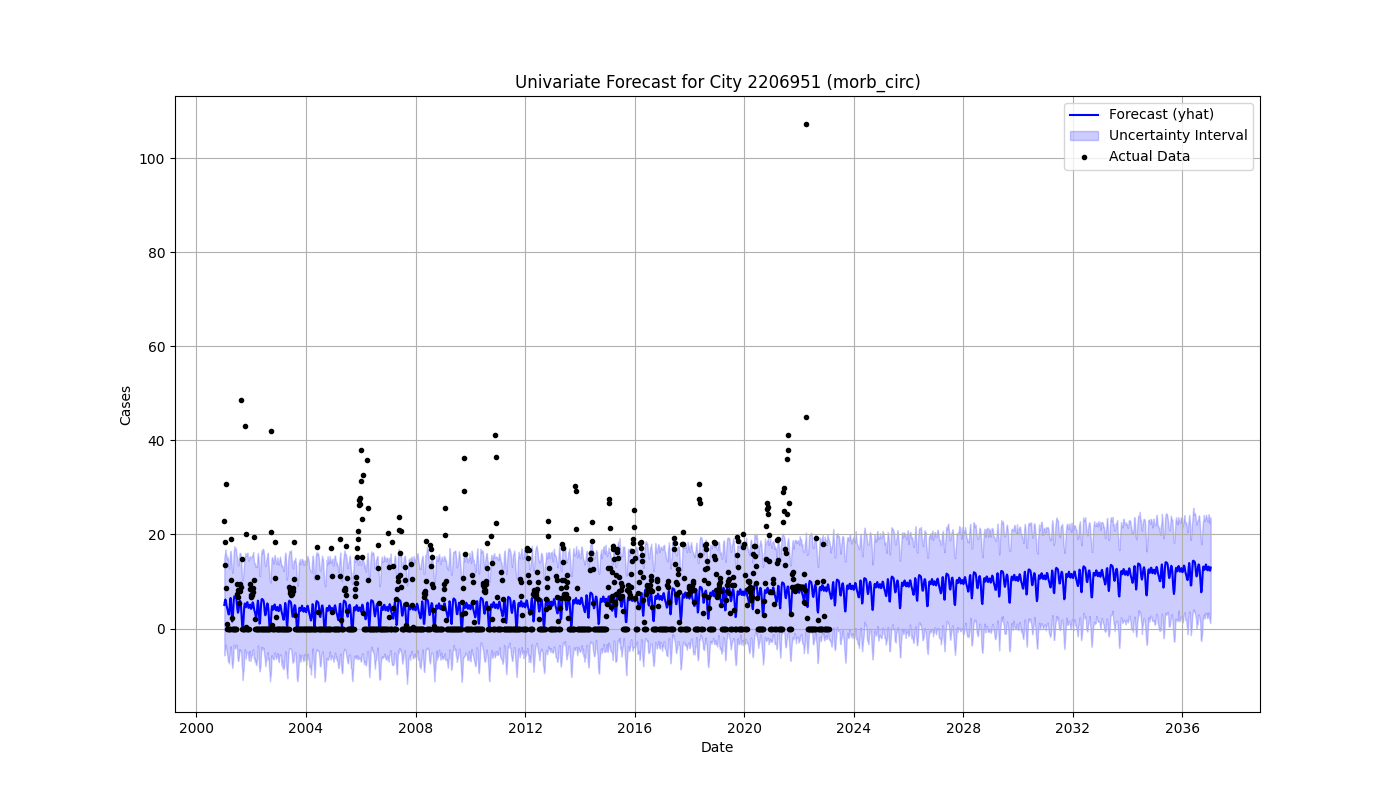 Univariate Forecast for City 2206951 (morb_circ)
Forecast (yhat)
Uncertainty Interval
Actual Data
100
80
60
40
20
0
Cases
2000 2004 2008 2012 2016 2020 2024 2028 2032 2036
Date